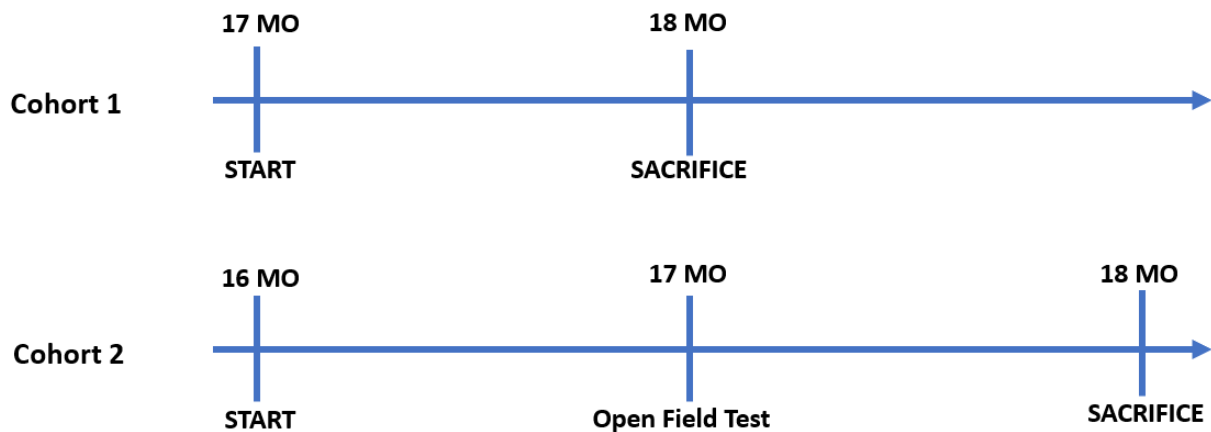 17 MO
18 MO
Cohort 1
START
SACRIFICE
16 MO
17 MO
18 MO
Cohort 2
START
Open Field Test
SACRIFICE